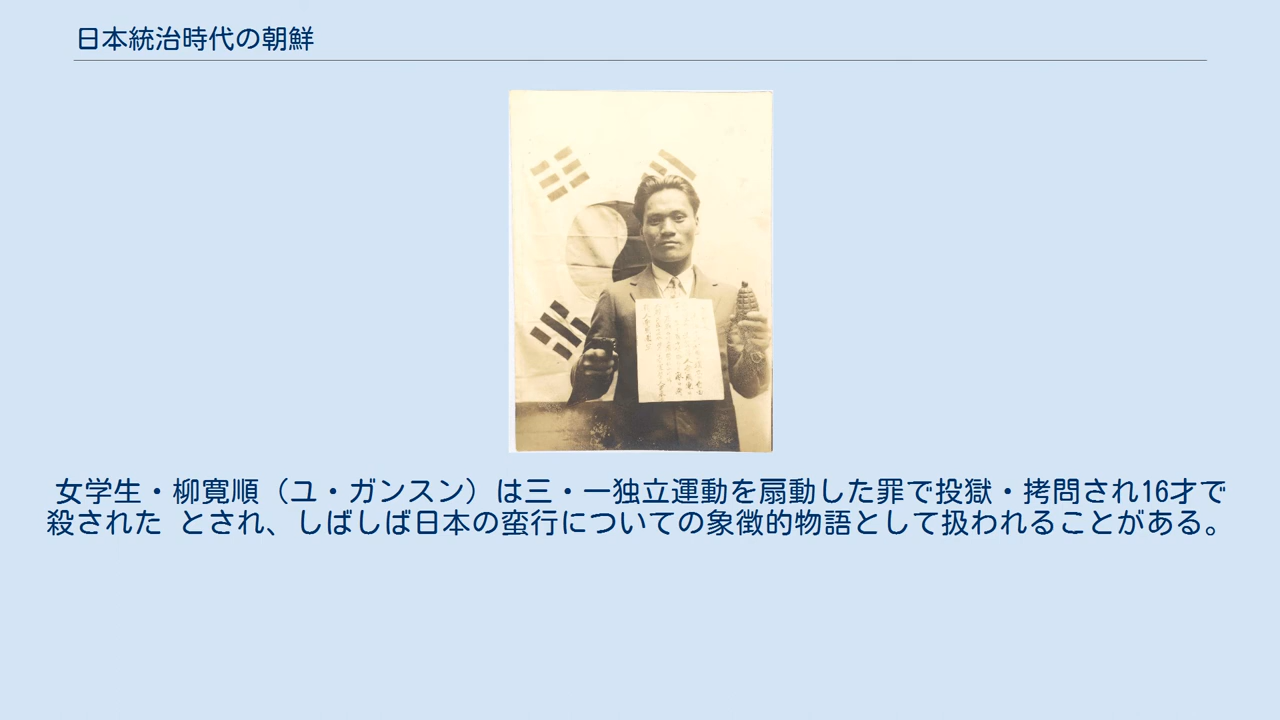 日本統治時代の朝鮮
女学生・柳寛順（ユ・ガンスン）は三・一独立運動を扇動した罪で投獄・拷問され16才で
殺された とされ、しばしば日本の蛮行についての象徴的物語として扱われることがある。